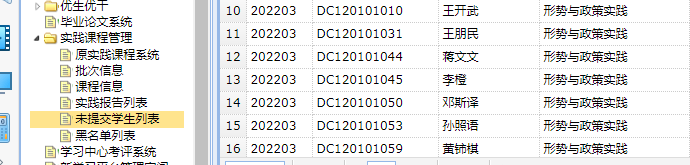 优生优干
毕业论文系统
实践课程管理
原实践课程系统
批次信息
课程信息
实践报告列表
未提交学生列表
黑名单列表
学习中心考评系统
10 202203 DC120101010 王开武 形势与政策实践
11 202203 DC120101031 王朋民 形势与政策实践
12 202203 DC120101044 蒋文文 形势与政策实践
13 202203 DC120101045 李橙 形势与政策实践
14 202203 DC120101050 邓斯译 形势与政策实践
15 202203 DC120101053 孙照语 形势与政策实践
16 202203 DC120101059 黄钸棋 形势与政策实践